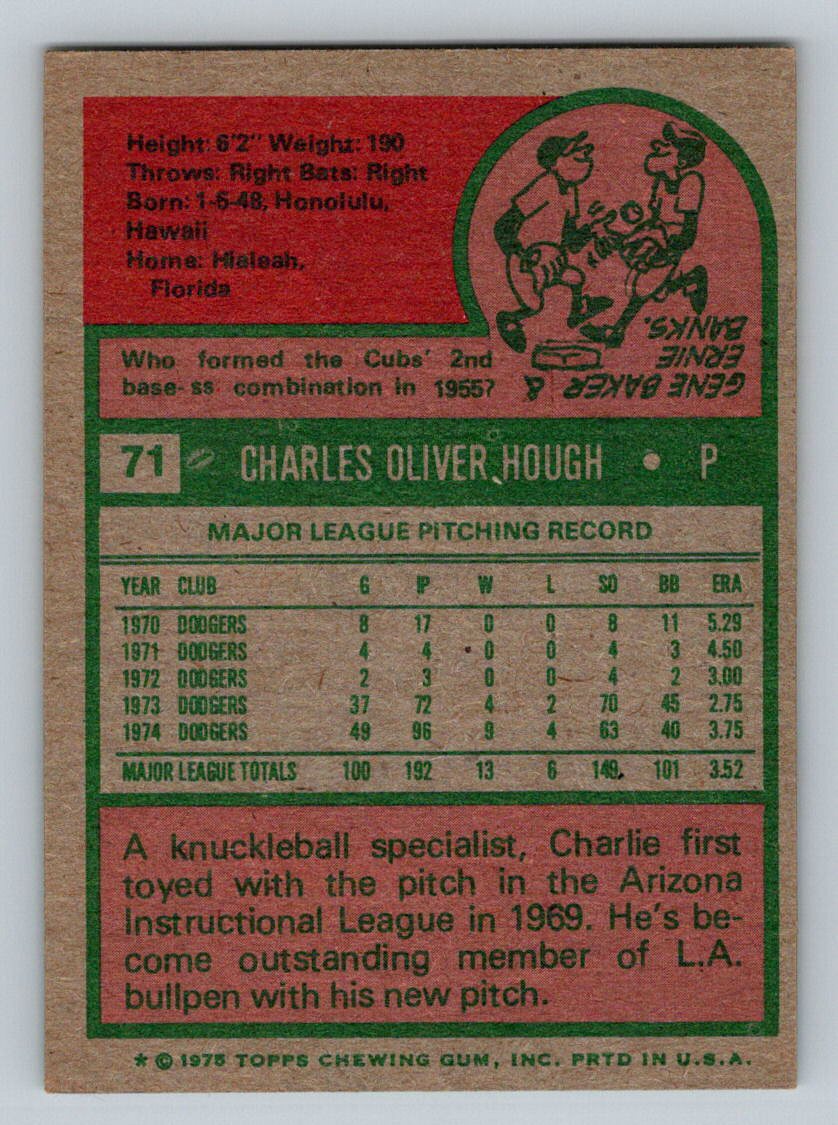 Height: 6'2" Weight: 190
Throws: Right Bats: Right
Born: 1-5-48, Honolulu,
Hawaii
Home: Hialeah,
Florida
Who formed the Cubs' 2nd
base-ss combination in 1955?
GENE BAKER &
ERNIE
BANKS.
71 CHARLES OLIVER HOUGH • P
MAJOR LEAGUE PITCHING RECORD
YEAR CLUB G IP W L SO BB ERA
1970 DODGERS 8 17 0 0 8 11 5.29
1971 DODGERS 4 4 0 0 4 3 4.50
1972 DODGERS 2 3 0 0 4 2 3.00
1973 DODGERS 37 72 4 2 70 45 2.75
1974 DODGERS 49 96 9 4 63 40 3.75
MAJOR LEAGUE TOTALS 100 192 13 6 149 101 3.52
A knuckleball specialist, Charlie first
toyed with the pitch in the Arizona
Instructional League in 1969. He's be-
come outstanding member of L.A.
bullpen with his new pitch.
* © 1975 TOPPS CHEWING GUM, INC. PRTD IN U.S.A.